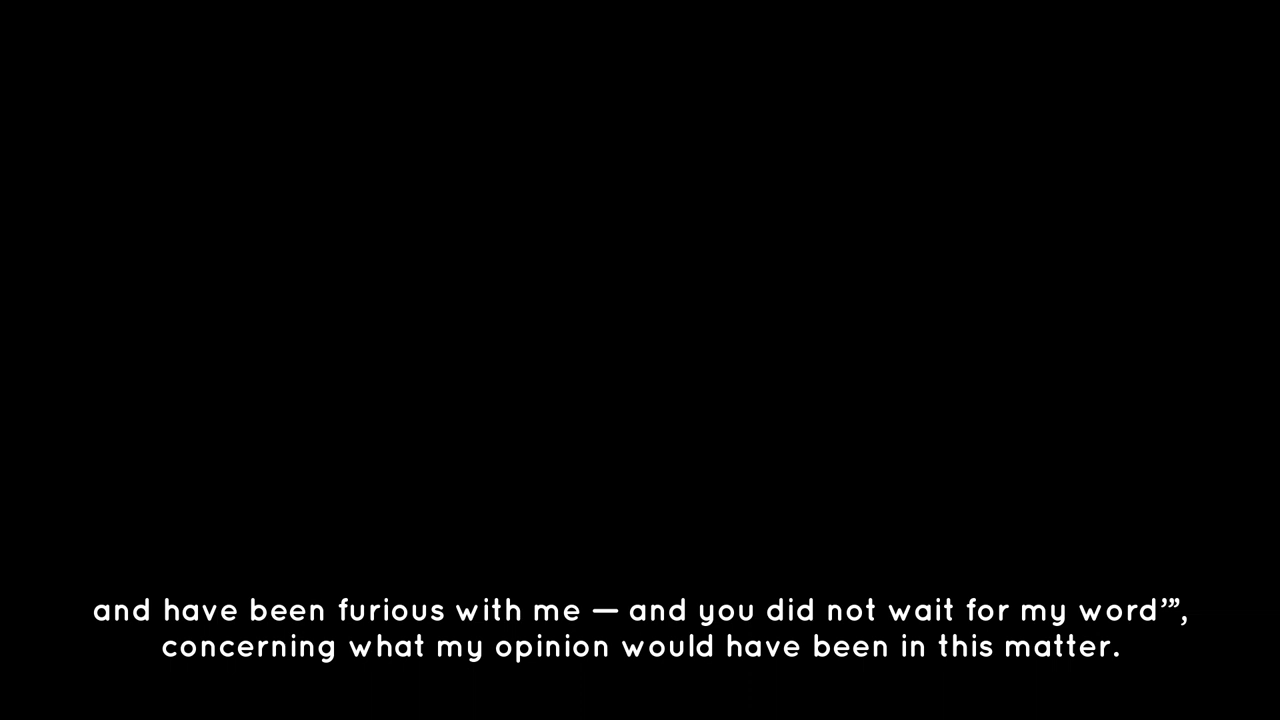 and have been furious with me — and you did not wait for my word’”,
concerning what my opinion would have been in this matter.